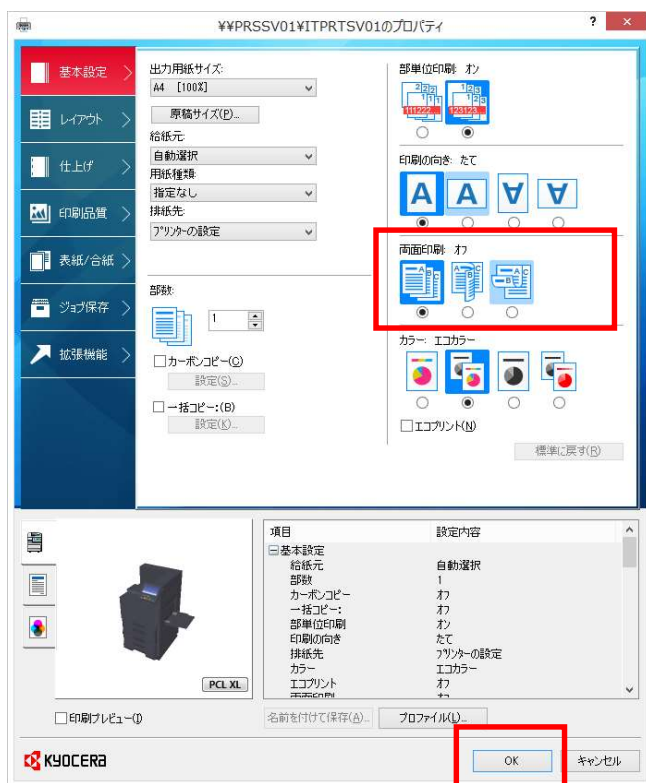 ¥¥PRSSV01¥ITPRTSV01のプロパティ
? ×
基本設定
レイアウト
仕上げ
印刷品質
表紙/合紙
ジョブ保存
拡張機能
出力用紙サイズ:
A4 [100%]
原稿サイズ(P)...
給紙元:
自動選択
用紙種類:
指定なし
排紙先:
プリンターの設定
部数:
1
カーボンコピー(C)
設定(S)...
一括コピー:(B)
設定(K)...
部単位印刷: オン
111222... 123123...
印刷の向き: たて
A A A A
両面印刷: オフ
A B C A B C A B C
カラー: エコカラー
エコプリント(N)
標準に戻す(R)
項目 設定内容
基本設定
給紙元 自動選択
部数 1
カーボンコピー オフ
一括コピー: オフ
部単位印刷 オン
印刷の向き たて
排紙先 プリンターの設定
カラー エコカラー
エコプリント オフ
両面印刷 オフ
PCL XL
印刷プレビュー(I)
名前を付けて保存(A)...
プロファイル(L)...
KYOCERA
OK
キャンセル